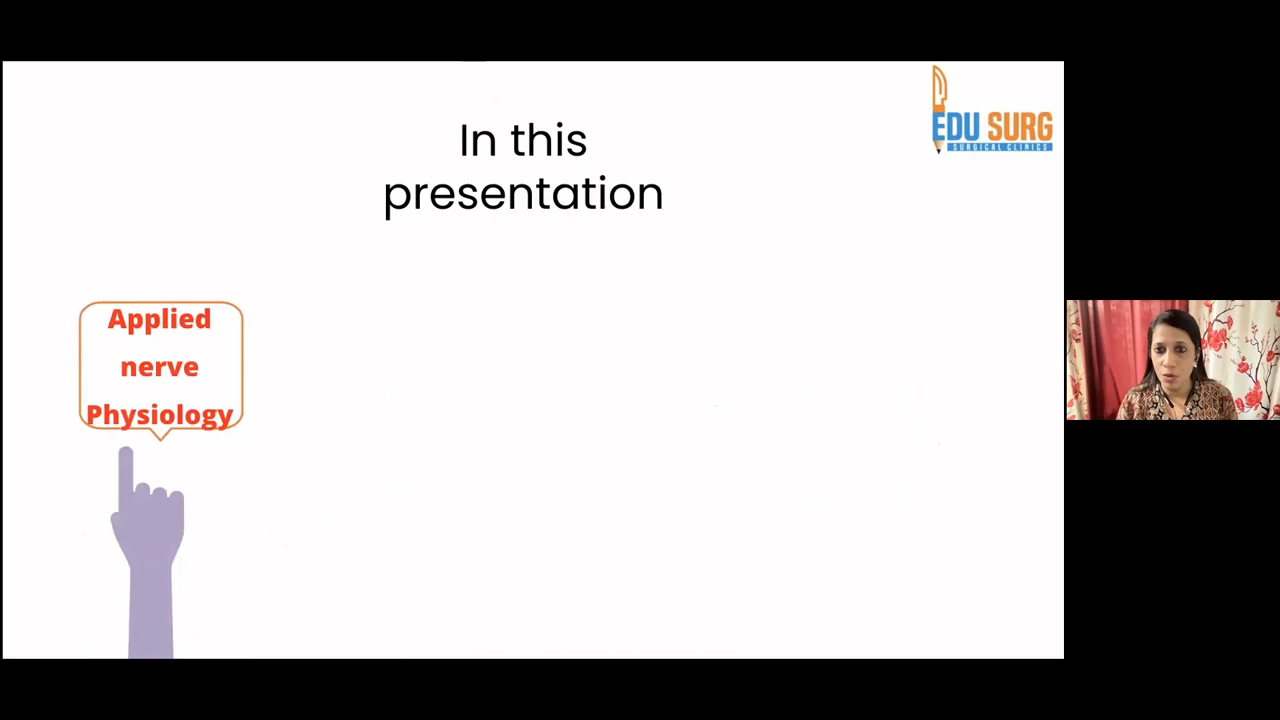 In this
presentation
EDU SURG
SURGICAL CLINICS
Applied
nerve
Physiology